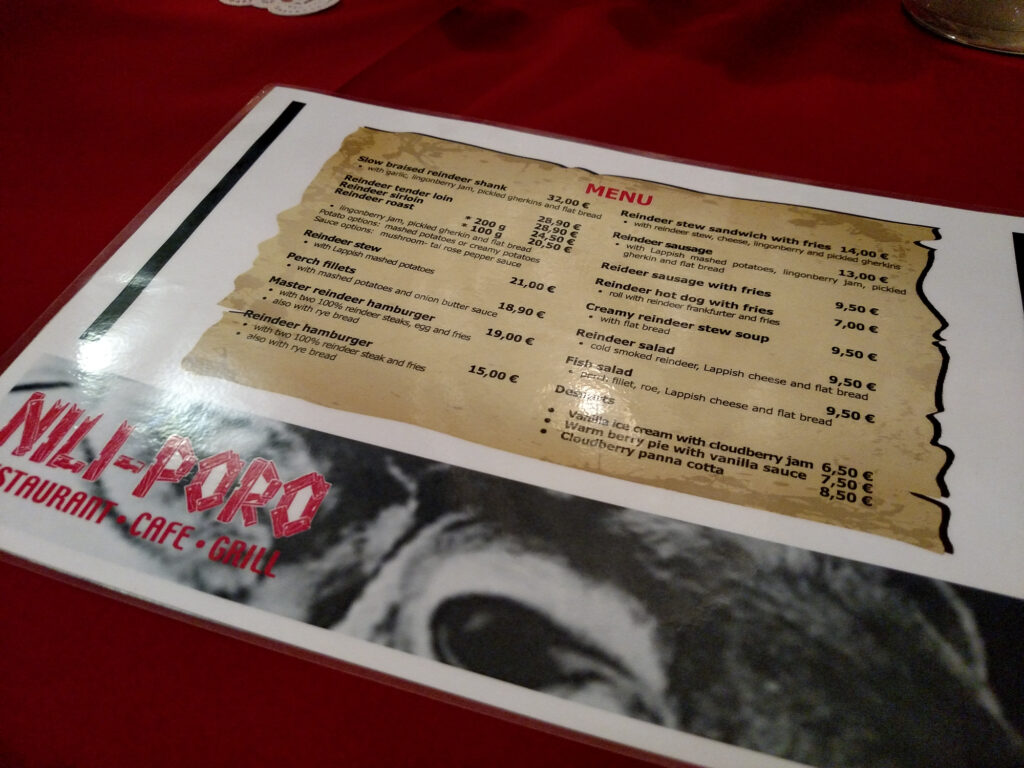 MENU
Slow braised reindeer shank 32,00 €
• with garlic, lingonberry jam, pickled gherkins and flat bread
Reindeer tender loin 28,90 €
Reindeer sirloin 28,90 €
Reindeer roast * 200 g 24,50 €
* 100 g 20,50 €
• lingonberry jam, pickled gherkin and flat bread
Potato options: mashed potatoes or creamy potatoes
Sauce options: mushroom- tai rose pepper sauce
Reindeer stew 21,00 €
• with Lappish mashed potatoes
Perch fillets 18,90 €
• with mashed potatoes and onion butter sauce
Master reindeer hamburger 19,00 €
• with two 100% reindeer steaks, egg and fries
• also with rye bread
Reindeer hamburger 15,00 €
• with two 100% reindeer steak and fries
• also with rye bread
Reindeer stew sandwich with fries 14,00 €
• with reindeer stew, cheese, lingonberry and pickled gherkins
Reindeer sausage 13,00 €
• with Lappish mashed potatoes, lingonberry jam, pickled
gherkin and flat bread
Reideer sausage with fries 9,50 €
Reindeer hot dog with fries 7,00 €
• roll with reindeer frankfurter and fries
Creamy reindeer stew soup 9,50 €
• with flat bread
Reindeer salad 9,50 €
• cold smoked reindeer, Lappish cheese and flat bread
Fish salad 9,50 €
• perch fillet, roe, Lappish cheese and flat bread
Desserts
• Vanilla ice cream with cloudberry jam 6,50 €
• Warm berry pie with vanilla sauce 7,50 €
• Cloudberry panna cotta 8,50 €
NILI-PORO
STAURANT • CAFE • GRILL